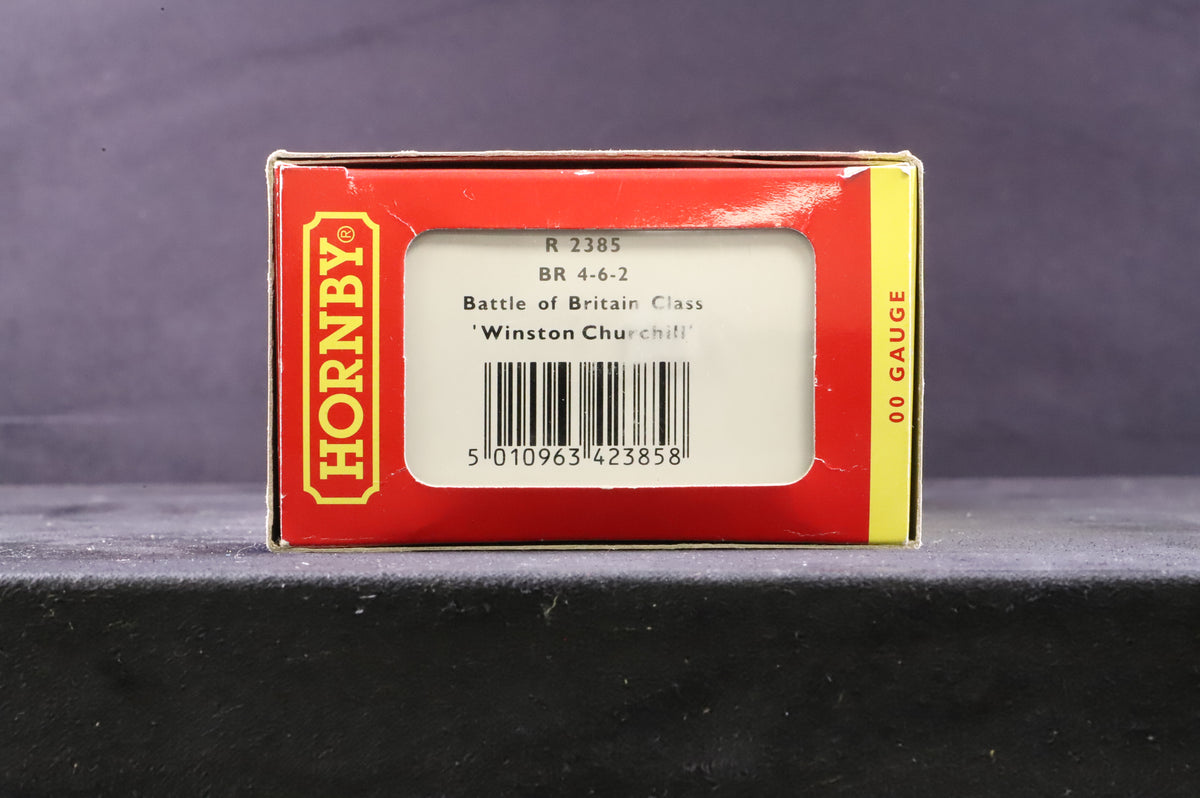 HORNBY®
R 2385
BR 4-6-2
Battle of Britain Class
'Winston Churchill'
5 010963 423858
00 GAUGE